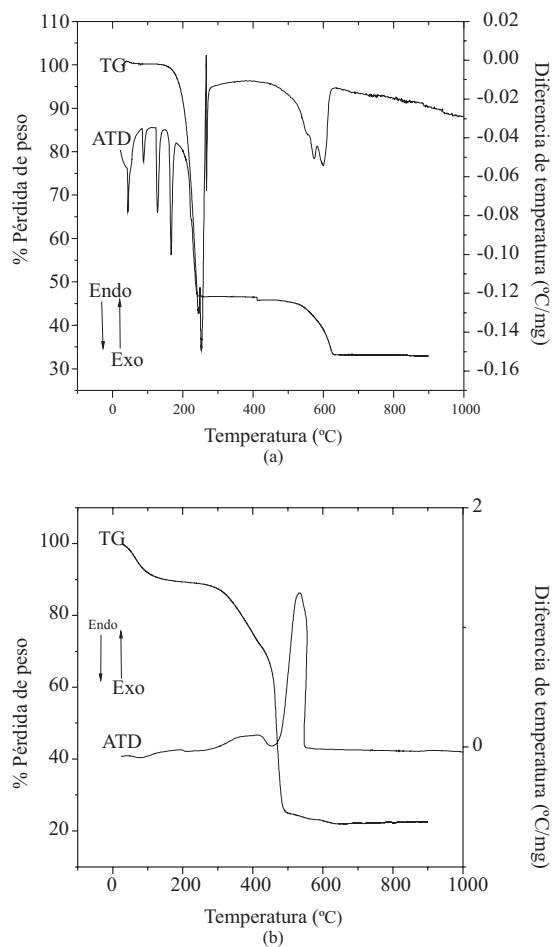 0.02
110
TG
0.00
100
-0.02
90
ATD
-0.04
80
-0.06
70
-0.08
60
-0.10
50
Endo
-0.12
40
-0.14
Exo
30
-0.16
0
200
400
600
800
1000
% Pérdida de peso
Diferencia de temperatura (ºC/mg)
Temperatura (ºC)
(a)
2
TG
100
Endo
80
1
Exo
60
ATD
40
0
20
0
200
400
600
800
1000
% Pérdida de peso
Diferencia de temperatura (ºC/mg)
Temperatura (ºC)
(b)